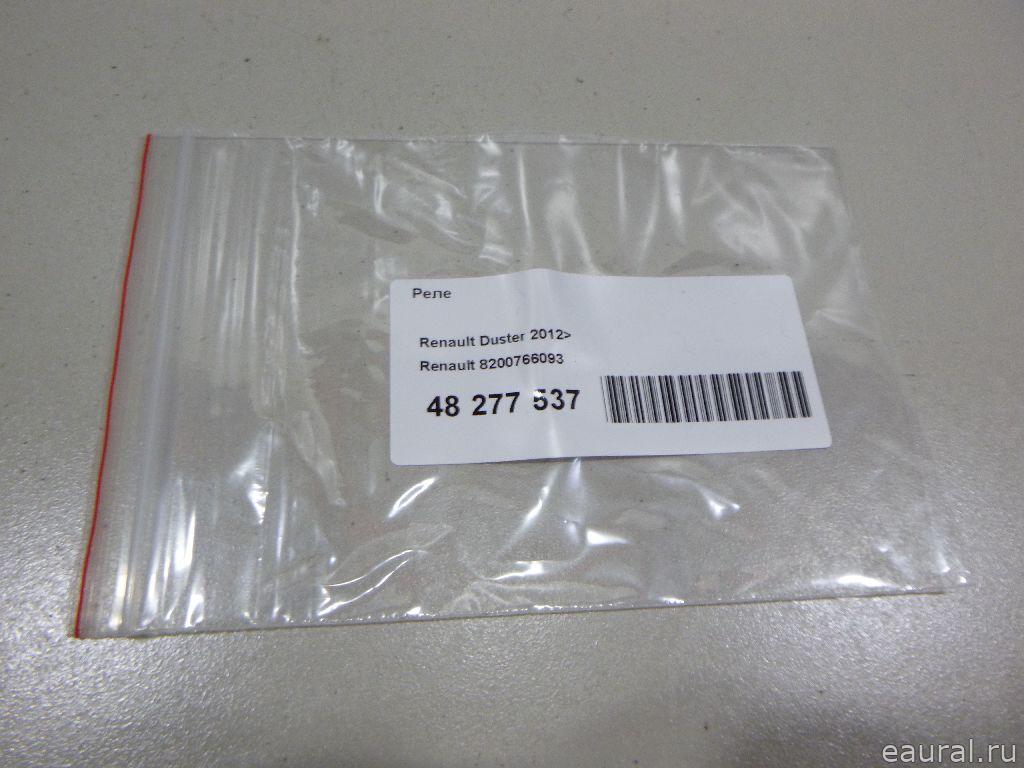 Реле
Renault Duster 2012>
Renault 8200766093
48 277 537
eaural.ru